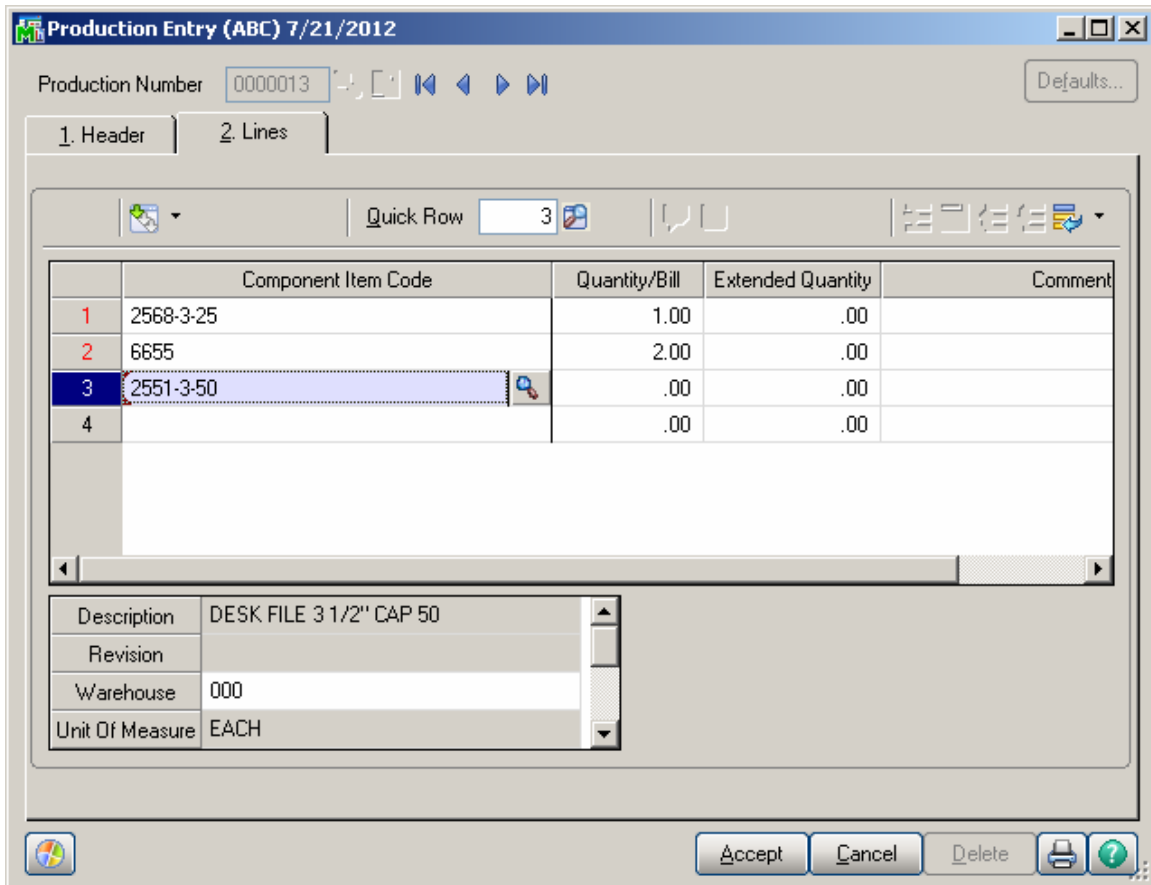 Production Entry (ABC) 7/21/2012
Production Number 0000013 Defaults...
1. Header 2. Lines
Quick Row 3
Component Item Code Quantity/Bill Extended Quantity Comment
1 2568-3-25 1.00 .00
2 6655 2.00 .00
3 2551-3-50 .00 .00
4 .00 .00
Description DESK FILE 3 1/2" CAP 50
Revision
Warehouse 000
Unit Of Measure EACH
Accept Cancel Delete